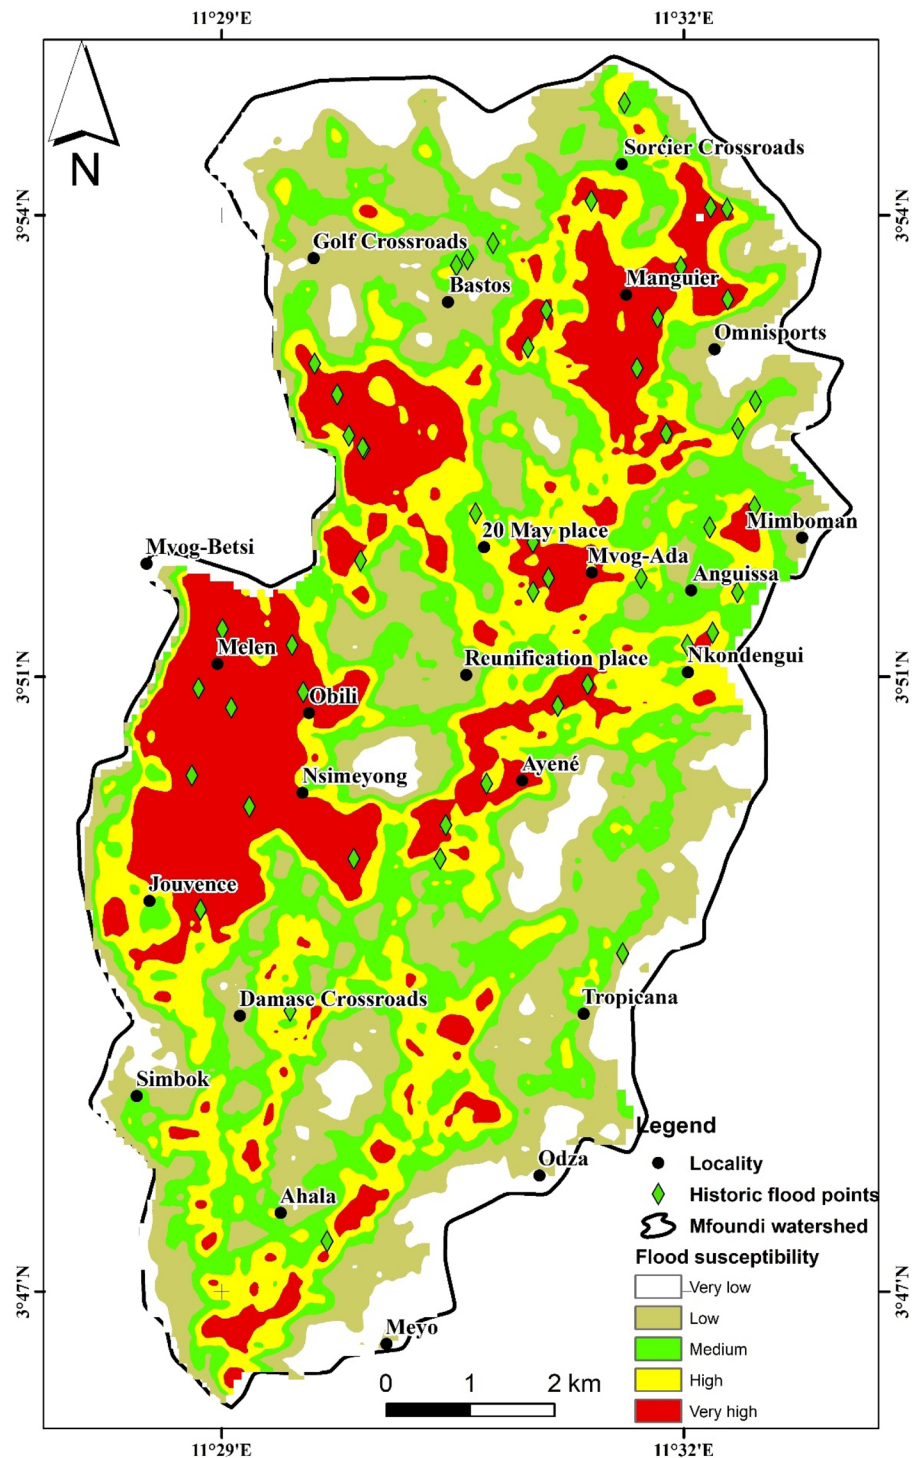 11°29'E 11°32'E
N
Sorcier Crossroads
3°54'N 3°54'N
Golf Crossroads
Bastos
Manguier
Omnisports
Mimboman
20 May place
Mvog-Betsi
Mvog-Ada
Anguissa
Melen
Reunification place
Nkondengui
3°51'N 3°51'N
Obili
Ayené
Nsimeyong
Jouvence
Damase Crossroads
Tropicana
Simbok
Legend
Odza
Locality
Ahala
Historic flood points
Mfoundi watershed
Flood susceptibility
3°47'N 3°47'N
Very low
Low
Meyo
Medium
0 1 2 km
High
Very high
11°29'E 11°32'E